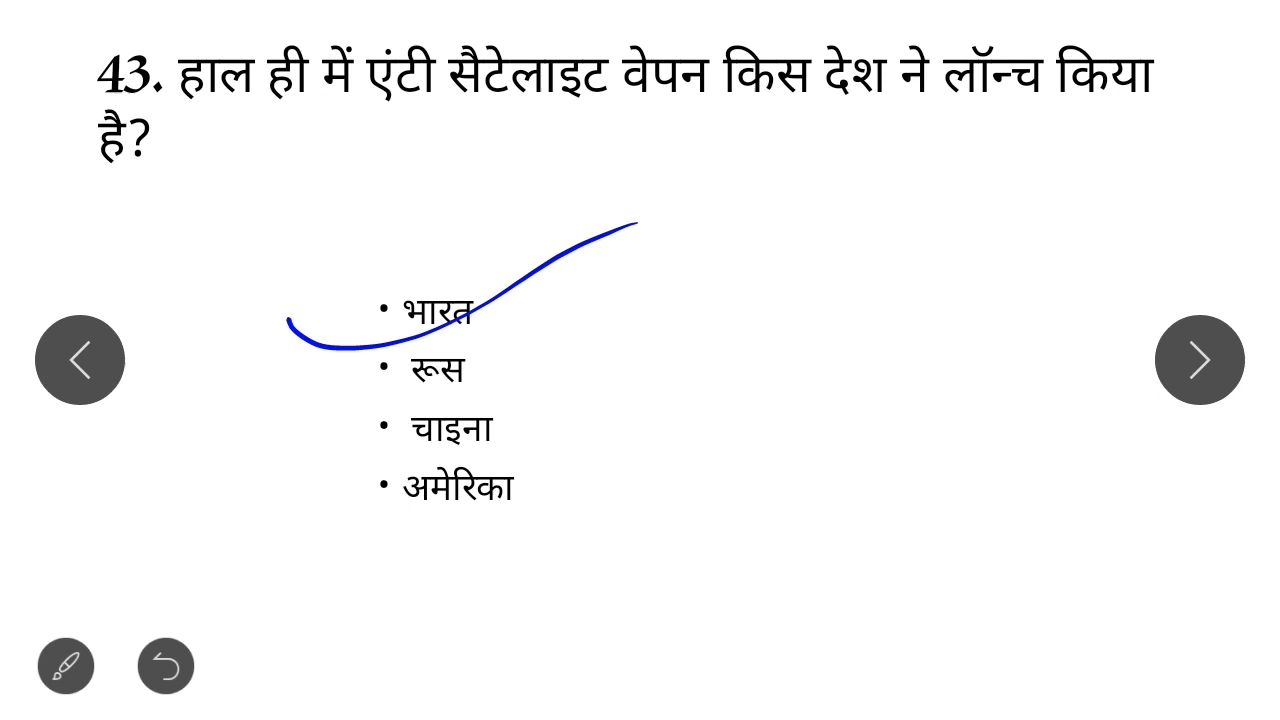 43. हाल ही में एंटी सैटेलाइट वेपन किस देश ने लॉन्च किया
है?
• भारत
• रूस
• चाइना
• अमेरिका